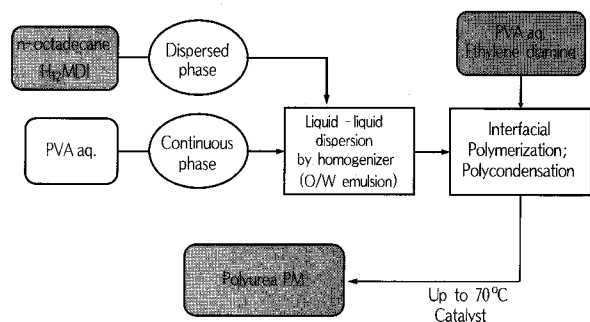 n-octadecane
H₁₂MDI
Dispersed
phase
PVA aq.
Ethylene diamine
PVA aq.
Continuous
phase
Liquid-liquid
dispersion
by homogenizer
(O/W emulsion)
Interfacial
Polymerization;
Polycondensation
Polyurea PM
Up to 70°C
Catalyst